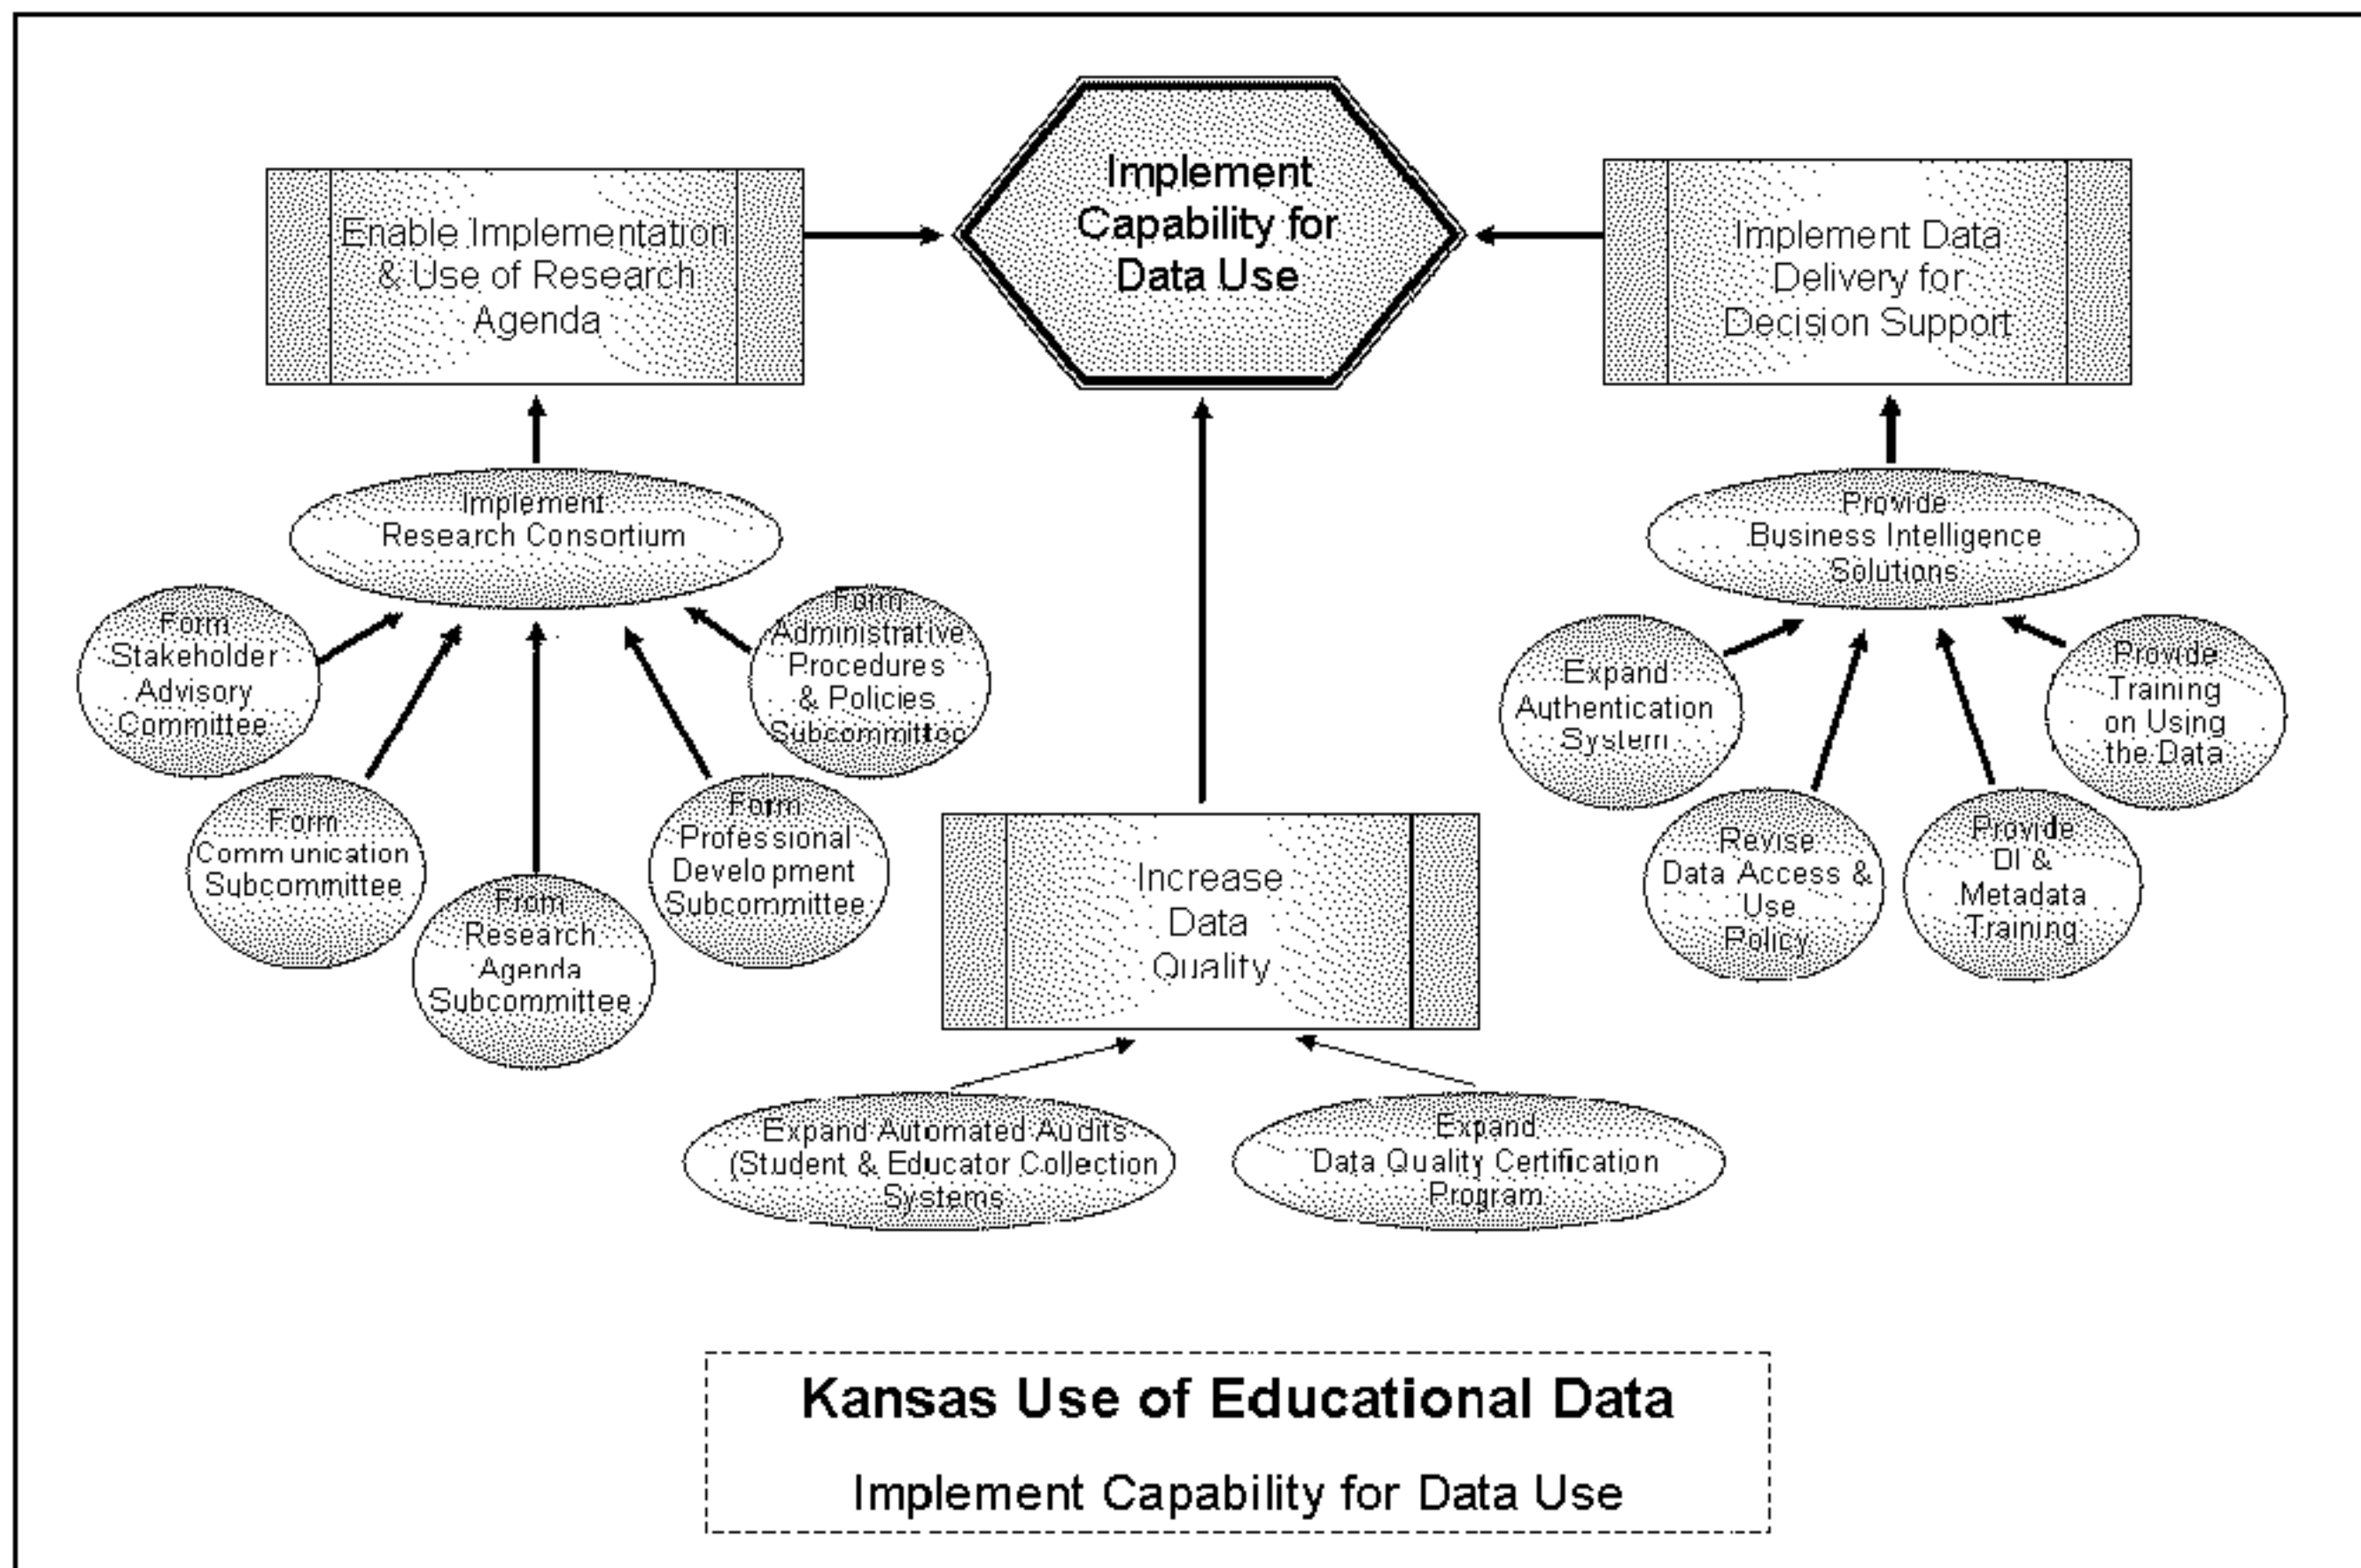 Implement
Capability for
Data Use
Enable Implementation
& Use of Research
Agenda
Implement Data
Delivery for
Decision Support
Implement
Research Consortium
Provide
Business Intelligence
Solutions
Form
Stakeholder
Advisory
Committee
Form
Communication
Subcommittee
From
Research
Agenda
Subcommittee
Form
Professional
Development
Subcommittee
Form
Administrative
Procedures
& Policies
Subcommittee
Expand
Authentication
System
Revise
Data Access &
Use
Policy
Provide
DI &
Metadata
Training
Provide
Training
on Using
the Data
Increase
Data
Quality
Expand Automated Audits
(Student & Educator Collection
Systems
Expand
Data Quality Certification
Program
Kansas Use of Educational Data
Implement Capability for Data Use